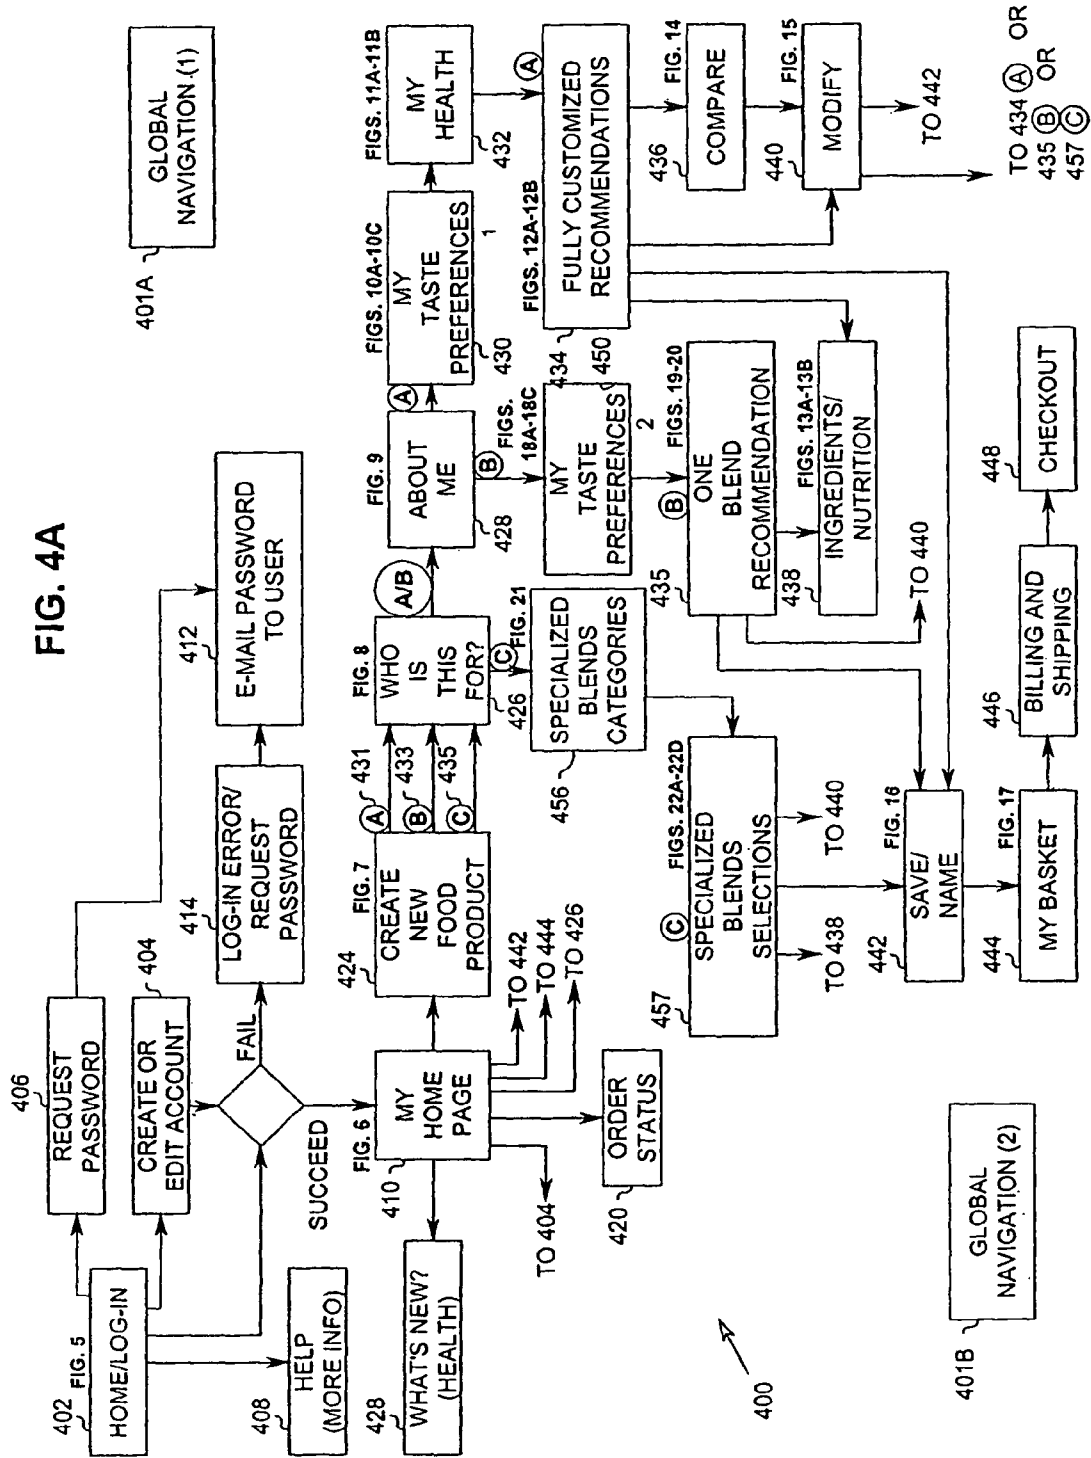 FIG. 4A
402
FIG. 5
HOME/LOG-IN
406
REQUEST
PASSWORD
404
CREATE OR
EDIT ACCOUNT
408
HELP
(MORE INFO)
FAIL
SUCCEED
414
LOG-IN ERROR/
REQUEST
PASSWORD
412
E-MAIL PASSWORD
TO USER
401A
GLOBAL
NAVIGATION (1)
428
WHAT'S NEW?
(HEALTH)
410
FIG. 6
MY
HOME
PAGE
TO 404
420
ORDER
STATUS
TO 442
TO 444
TO 426
424
FIG. 7
CREATE
NEW
FOOD
PRODUCT
A
431
B
433
C
435
FIG. 8
WHO
IS
THIS
FOR?
426
A/B
C
FIG. 21
SPECIALIZED
BLENDS
CATEGORIES
456
FIG. 9
ABOUT
ME
428
A
B
FIGS. 10A-10C
MY
TASTE
PREFERENCES
1
430
FIGS. 11A-11B
MY
HEALTH
432
FIGS.
18A-18C
MY
TASTE
PREFERENCES
2
450
A
FIGS. 12A-12B
FULLY CUSTOMIZED
RECOMMENDATIONS
434
B
FIGS. 19-20
ONE
BLEND
RECOMMENDATION
435
FIG. 14
COMPARE
436
FIG. 15
MODIFY
440
TO 442
TO 434 A OR
435 B OR
457 C
FIGS. 13A-13B
INGREDIENTS/
NUTRITION
438
TO 440
C
FIGS. 22A-22D
SPECIALIZED
BLENDS
SELECTIONS
457
TO 438
TO 440
FIG. 16
SAVE/
NAME
442
FIG. 17
MY BASKET
444
446
BILLING AND
SHIPPING
448
CHECKOUT
400
401B
GLOBAL
NAVIGATION (2)